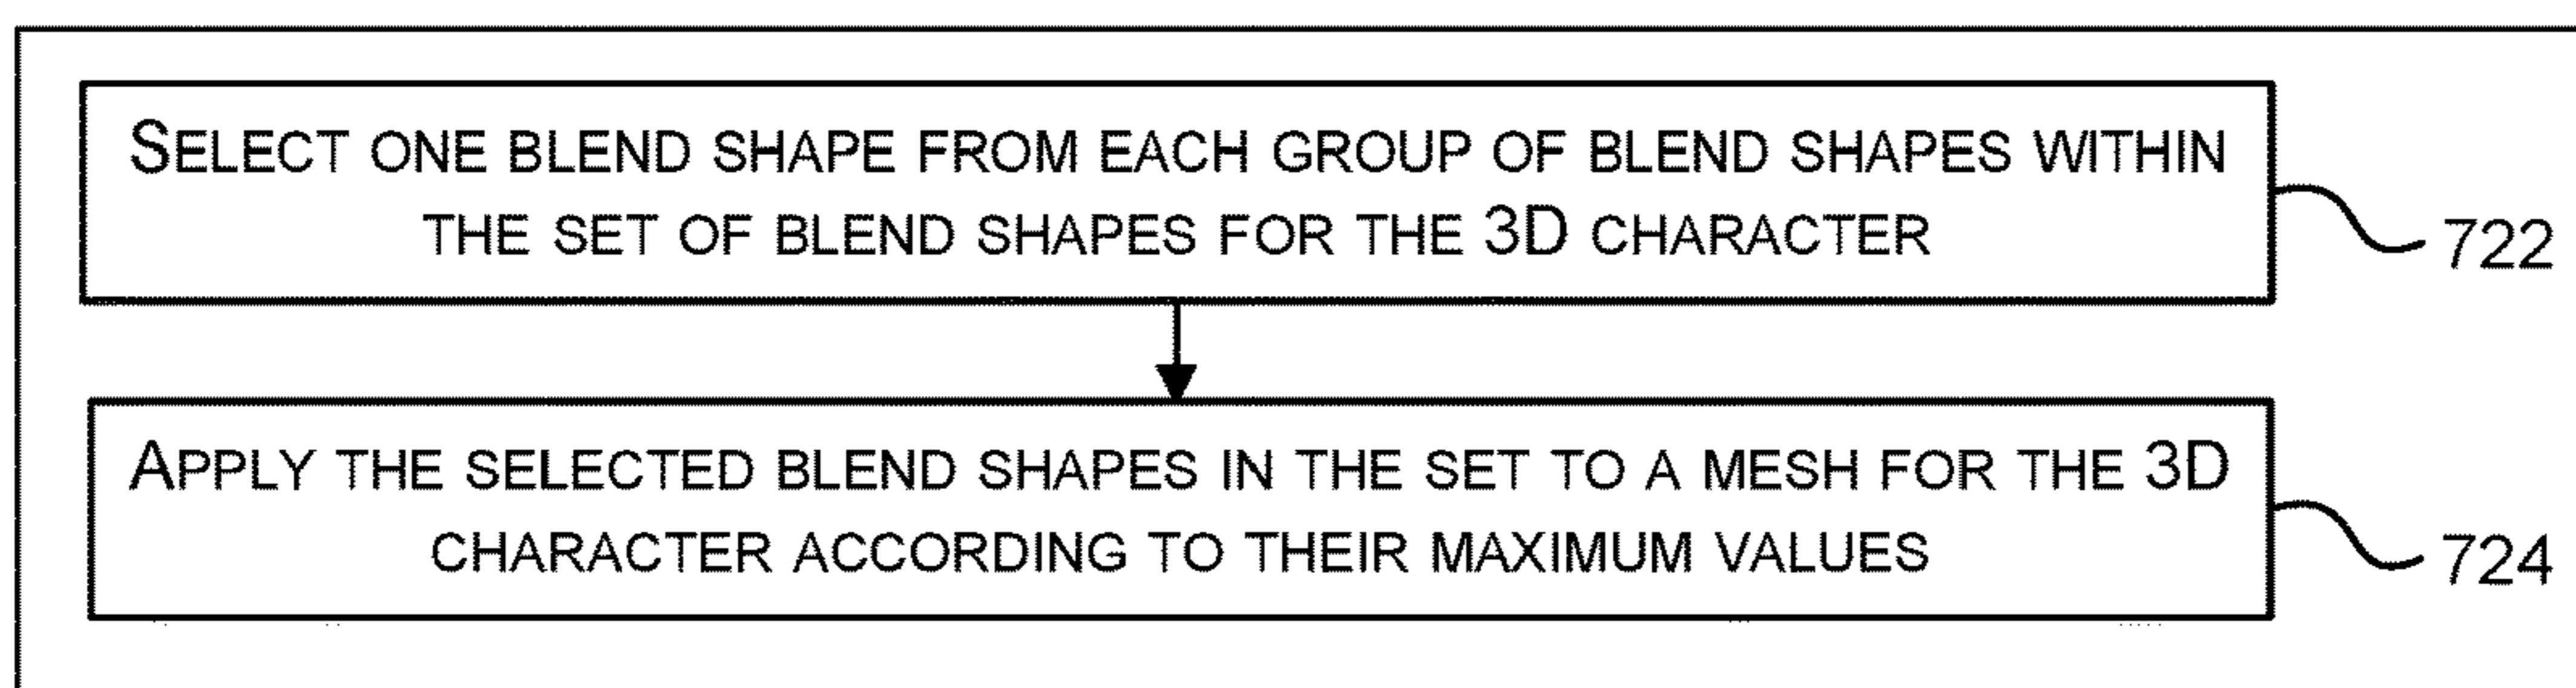 SELECT ONE BLEND SHAPE FROM EACH GROUP OF BLEND SHAPES WITHIN
THE SET OF BLEND SHAPES FOR THE 3D CHARACTER
722
APPLY THE SELECTED BLEND SHAPES IN THE SET TO A MESH FOR THE 3D
CHARACTER ACCORDING TO THEIR MAXIMUM VALUES
724